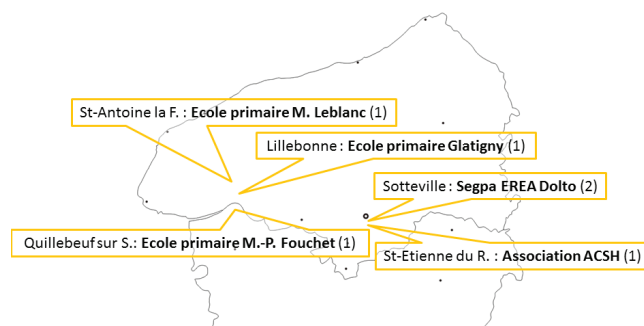 St-Antoine la F. : Ecole primaire M. Leblanc (1)
Lillebonne : Ecole primaire Glatigny (1)
Sotteville : Segpa EREA Dolto (2)
Quillebeuf sur S.: Ecole primaire M.-P. Fouchet (1)
St-Etienne du R. : Association ACSH (1)